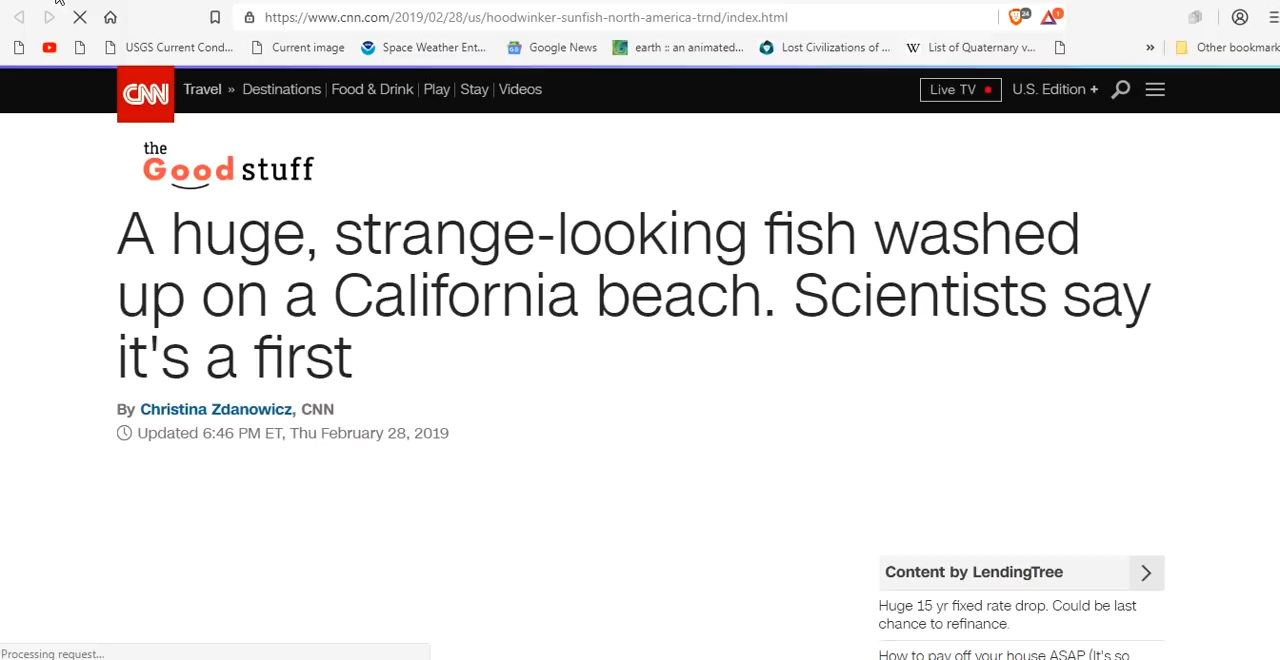 https://www.cnn.com/2019/02/28/us/hoodwinker-sunfish-north-america-trnd/index.html
24
1
USGS Current Cond...
Current image
Space Weather Ent...
Google News
earth :: an animated...
Lost Civilizations of ...
W List of Quaternary v...
»
Other bookmark
CNN Travel » Destinations | Food & Drink | Play | Stay | Videos
Live TV U.S. Edition +
the
Good stuff
A huge, strange-looking fish washed
up on a California beach. Scientists say
it's a first
By Christina Zdanowicz, CNN
Updated 6:46 PM ET, Thu February 28, 2019
Content by LendingTree
Huge 15 yr fixed rate drop. Could be last
chance to refinance.
How to pay off your house ASAP (It's so
Processing request...